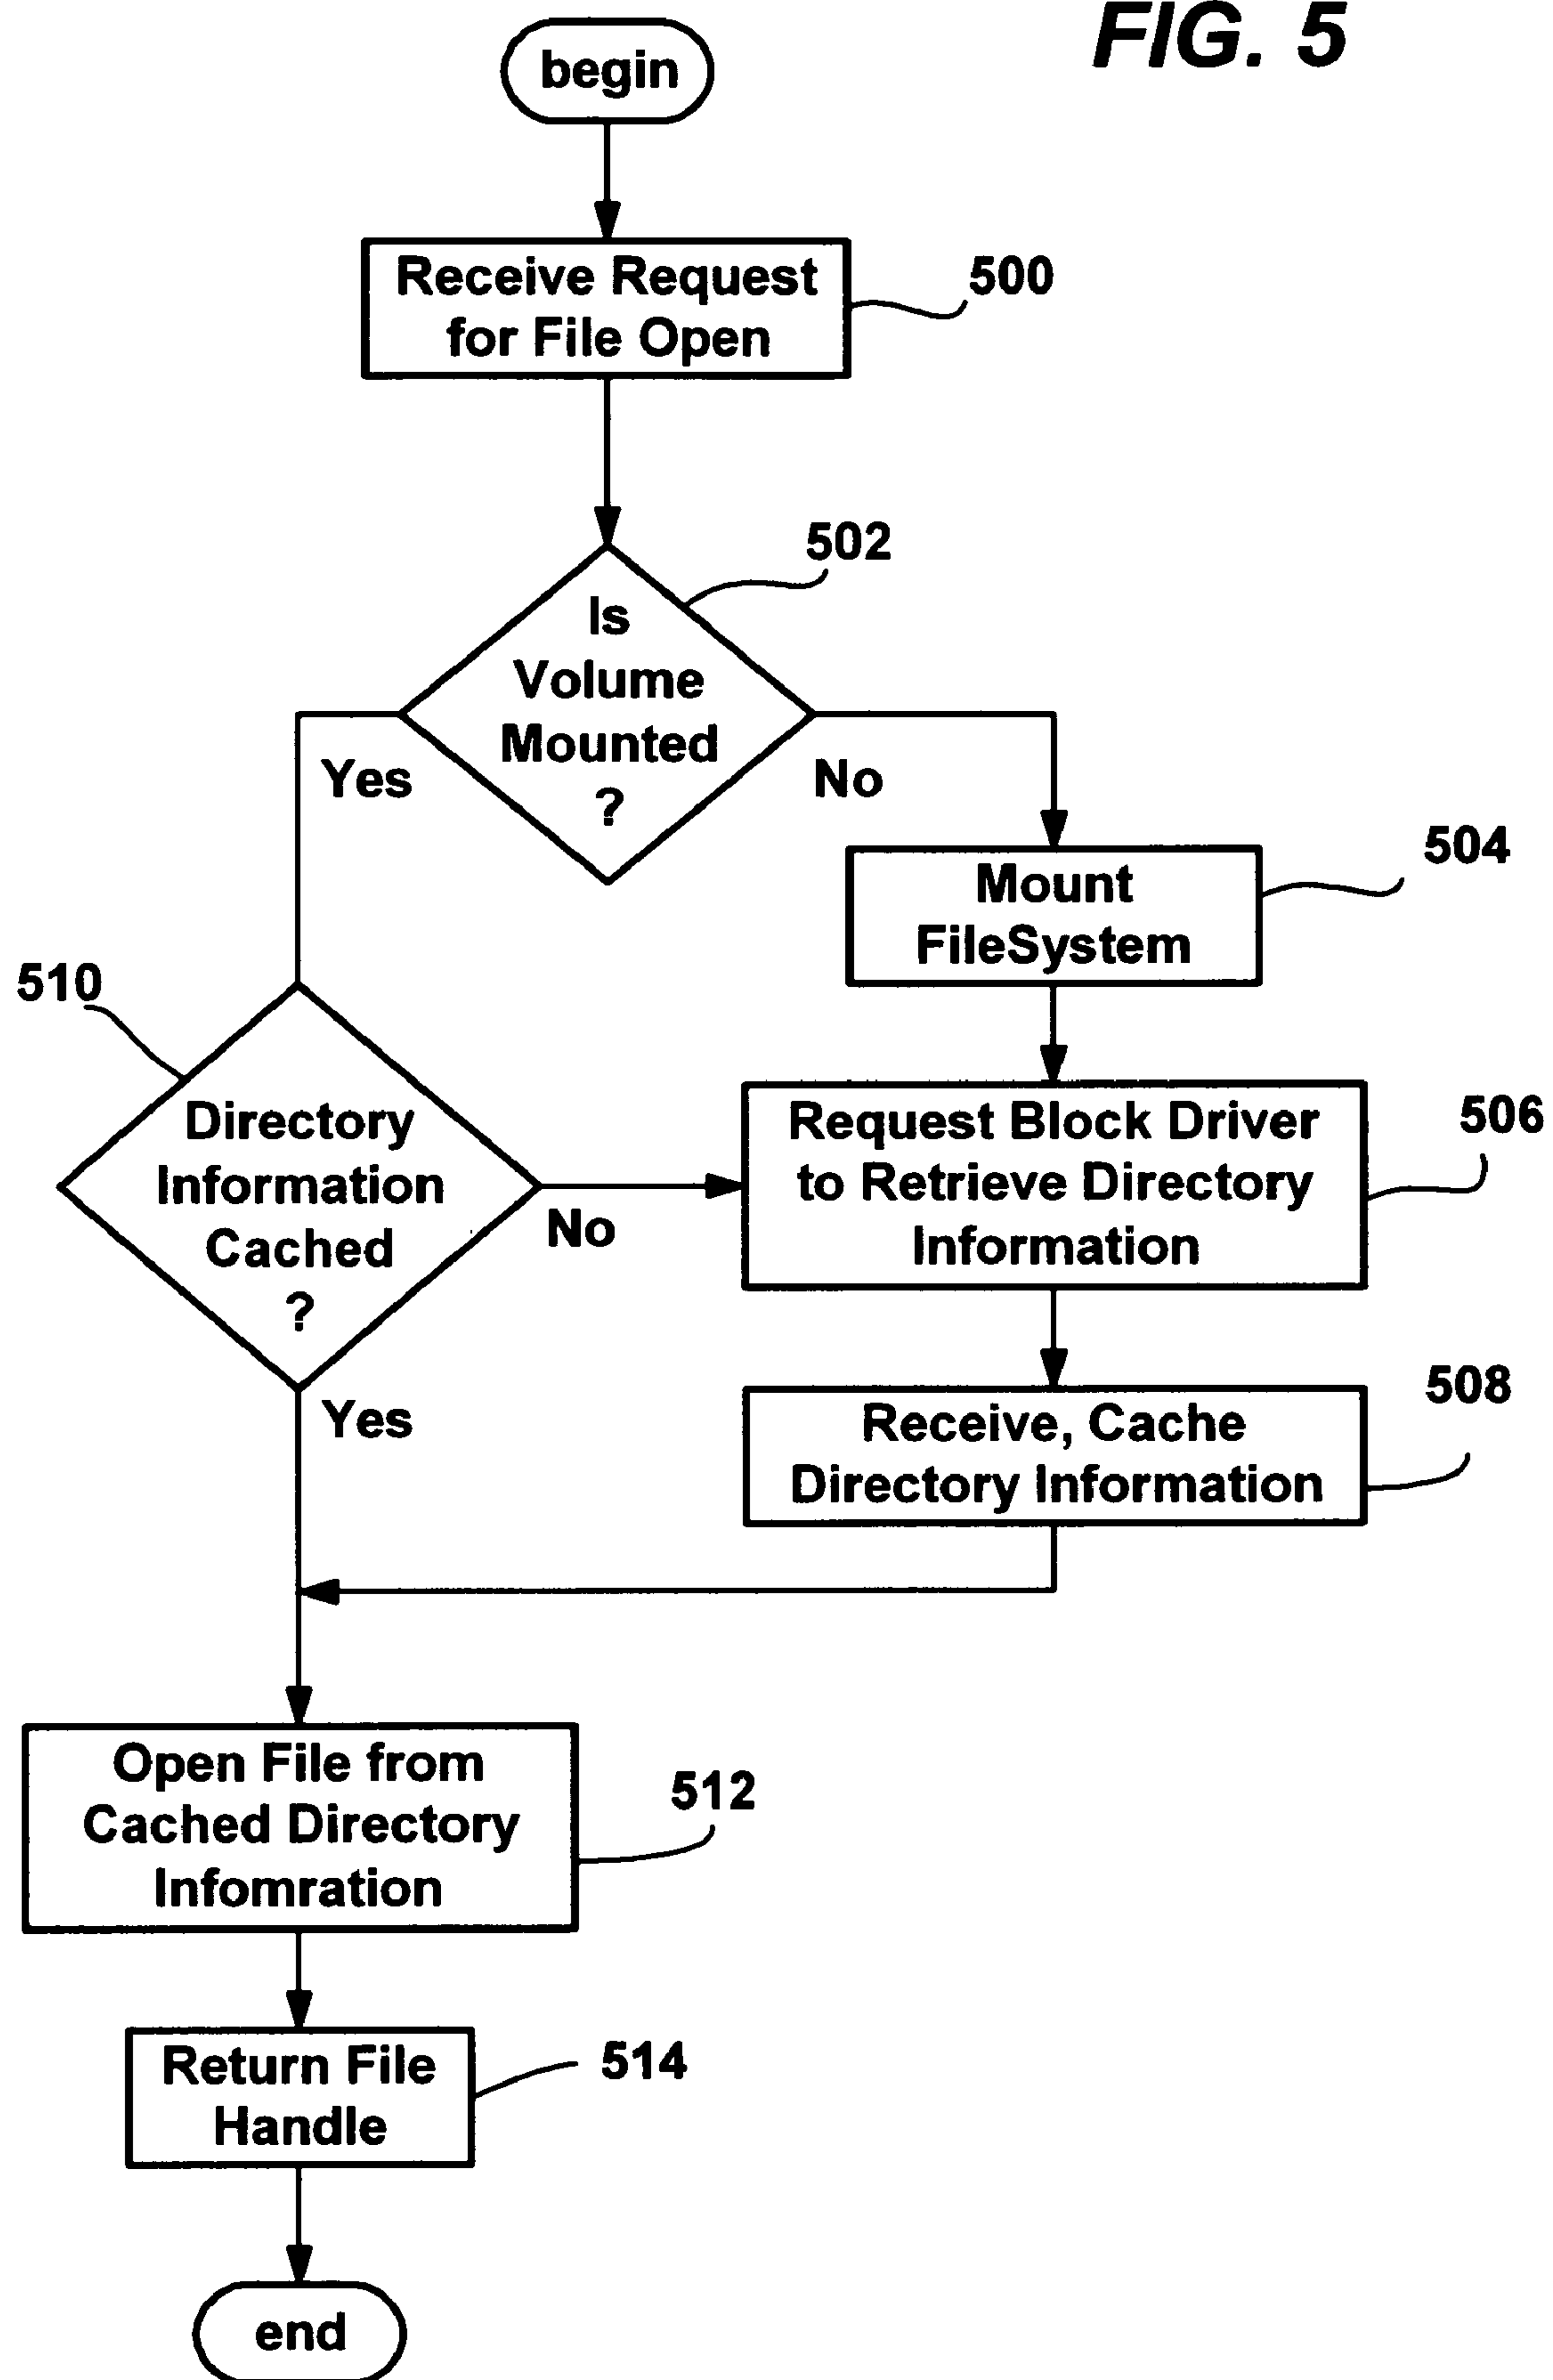 FIG. 5
begin
Receive Request
for File Open
500
502
Is
Volume
Mounted
?
Yes
No
504
Mount
FileSystem
510
Directory
Information
Cached
?
No
Yes
Request Block Driver
to Retrieve Directory
Information
506
Receive, Cache
Directory Information
508
Open File from
Cached Directory
Infomration
512
Return File
Handle
514
end